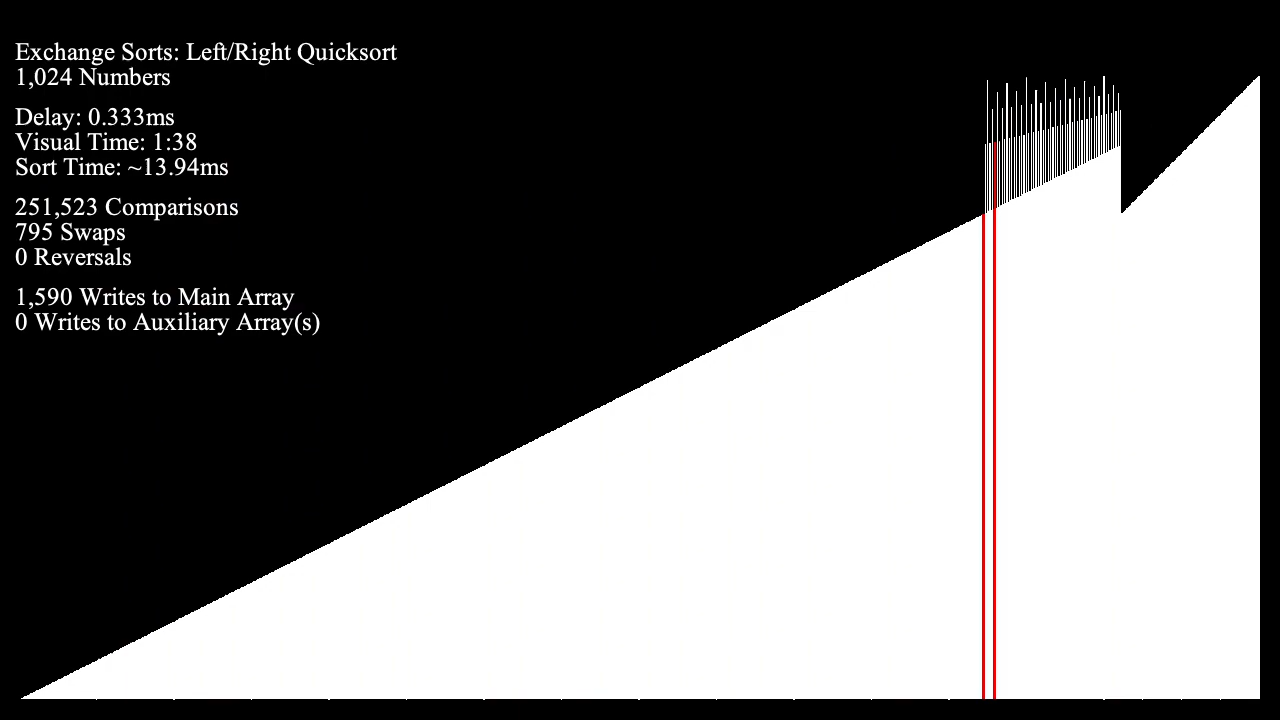 Exchange Sorts: Left/Right Quicksort
1,024 Numbers
Delay: 0.333ms
Visual Time: 1:38
Sort Time: ~13.94ms
251,523 Comparisons
795 Swaps
0 Reversals
1,590 Writes to Main Array
0 Writes to Auxiliary Array(s)